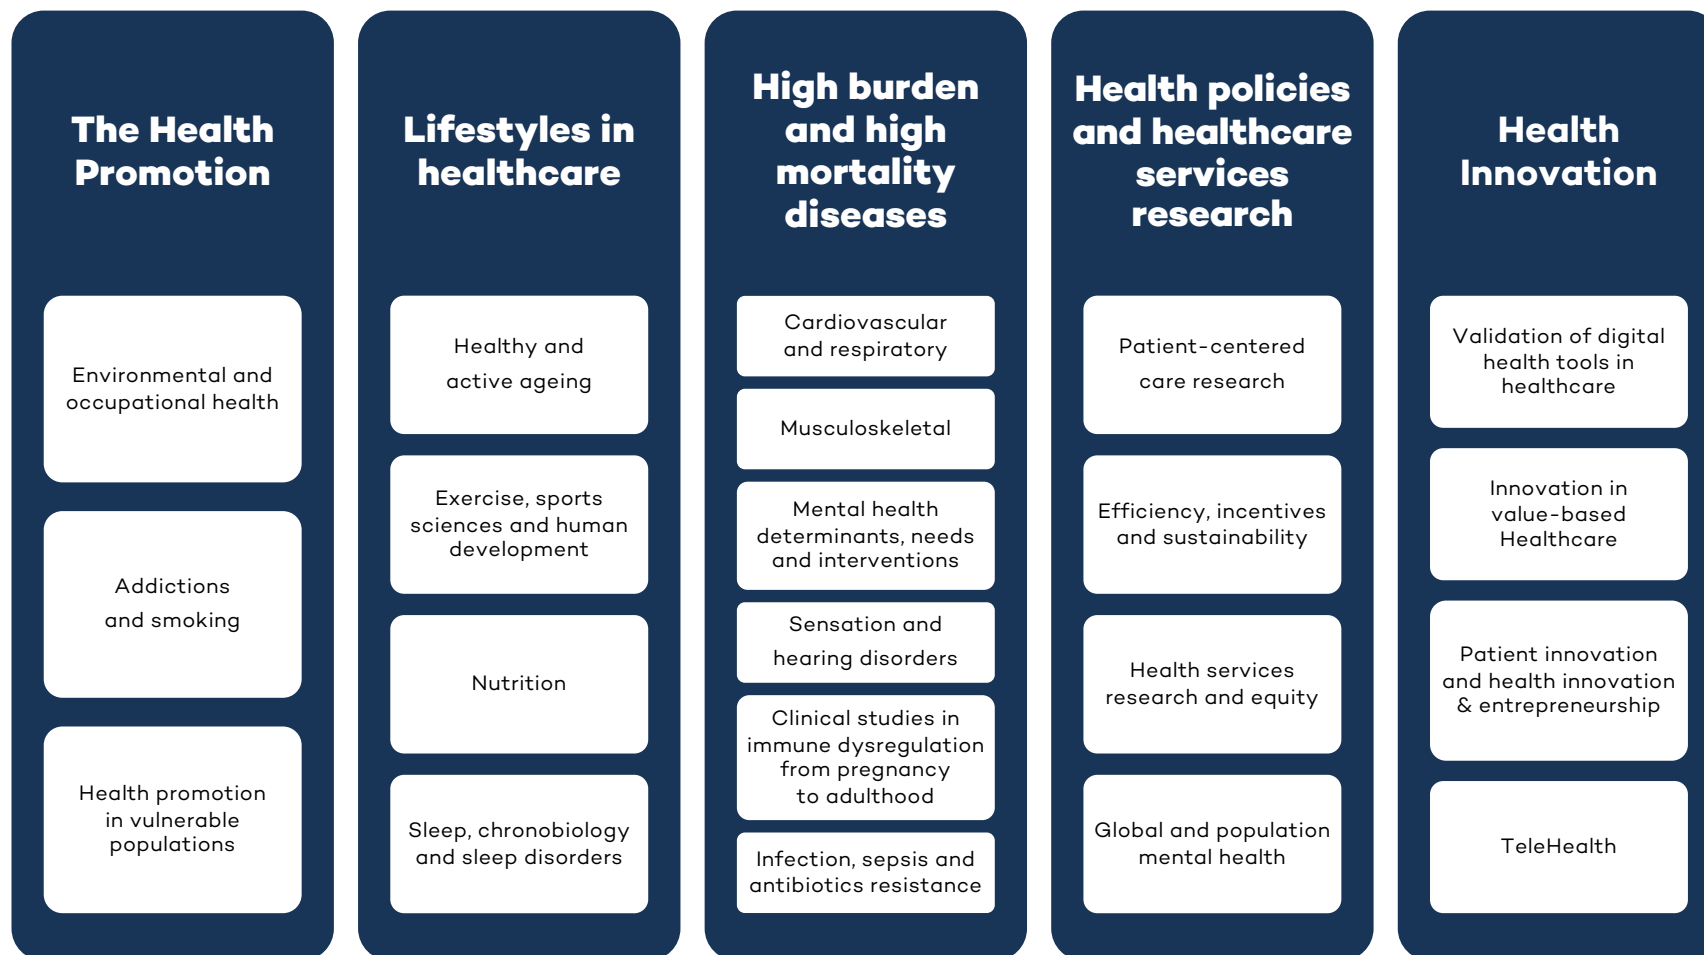 The Health
Promotion
Environmental and
occupational health
Addictions
and smoking
Health promotion
in vulnerable
populations
Lifestyles in
healthcare
Healthy and
active ageing
Exercise, sports
sciences and human
development
Nutrition
Sleep, chronobiology
and sleep disorders
High burden
and high
mortality
diseases
Cardiovascular
and respiratory
Musculoskeletal
Mental health
determinants, needs
and interventions
Sensation and
hearing disorders
Clinical studies in
immune dysregulation
from pregnancy
to adulthood
Infection, sepsis and
antibiotics resistance
Health policies
and healthcare
services
research
Patient-centered
care research
Efficiency, incentives
and sustainability
Health services
research and equity
Global and population
mental health
Health
Innovation
Validation of digital
health tools in
healthcare
Innovation in
value-based
Healthcare
Patient innovation
and health innovation
& entrepreneurship
TeleHealth